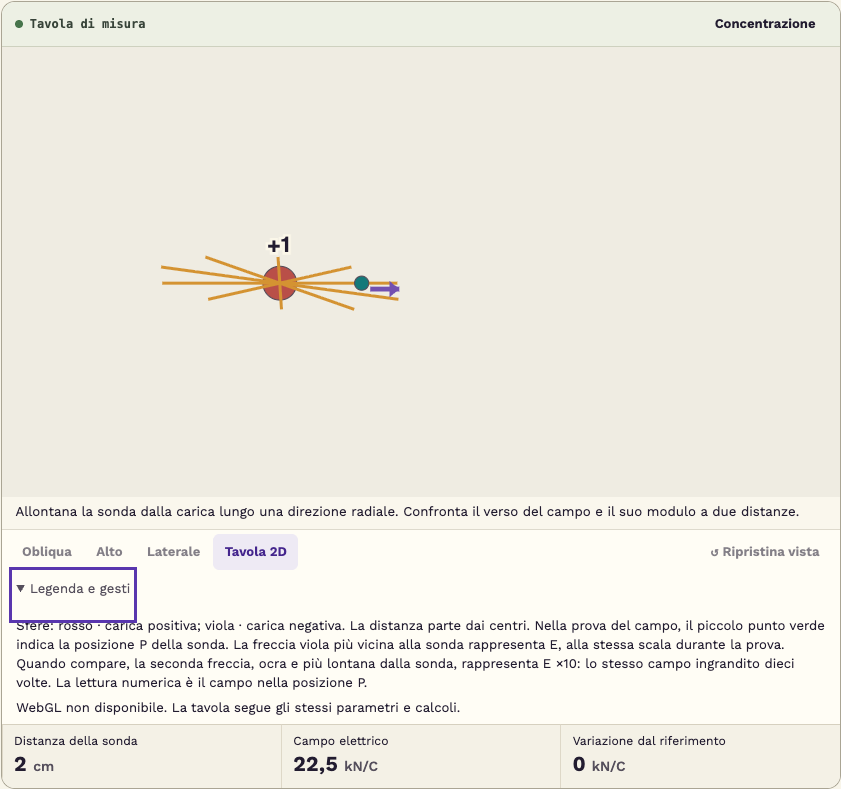 Tavola di misura
Concentrazione
+1
Allontana la sonda dalla carica lungo una direzione radiale. Confronta il verso del campo e il suo modulo a due distanze.
Obliqua Alto Laterale Tavola 2D ↺ Ripristina vista
▼ Legenda e gesti
Sfere: rosso · carica positiva; viola · carica negativa. La distanza parte dai centri. Nella prova del campo, il piccolo punto verde
indica la posizione P della sonda. La freccia viola più vicina alla sonda rappresenta E, alla stessa scala durante la prova.
Quando compare, la seconda freccia, ocra e più lontana dalla sonda, rappresenta E ×10: lo stesso campo ingrandito dieci
volte. La lettura numerica è il campo nella posizione P.
WebGL non disponibile. La tavola segue gli stessi parametri e calcoli.
Distanza della sonda
2 cm
Campo elettrico
22,5 kN/C
Variazione dal riferimento
0 kN/C